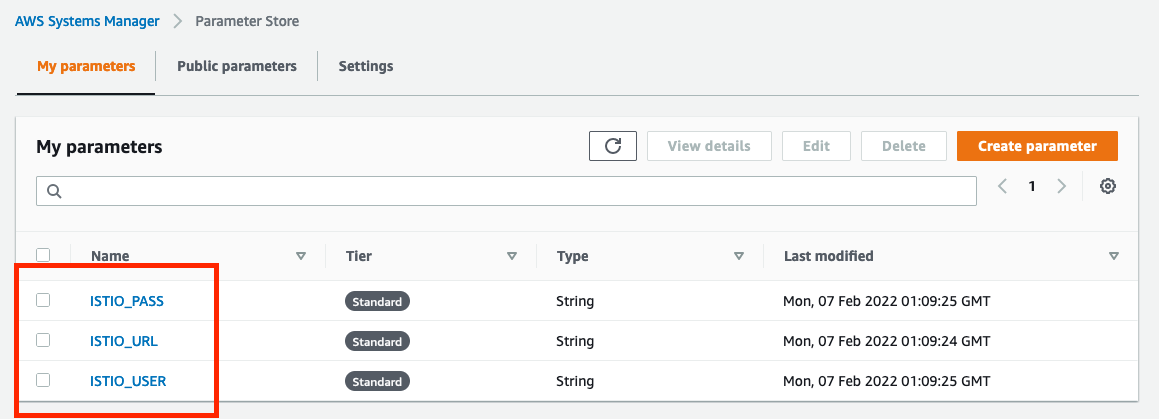 AWS Systems Manager > Parameter Store
My parameters Public parameters Settings
My parameters View details Edit Delete Create parameter
1
Name Tier Type Last modified
ISTIO_PASS Standard String Mon, 07 Feb 2022 01:09:25 GMT
ISTIO_URL Standard String Mon, 07 Feb 2022 01:09:24 GMT
ISTIO_USER Standard String Mon, 07 Feb 2022 01:09:25 GMT